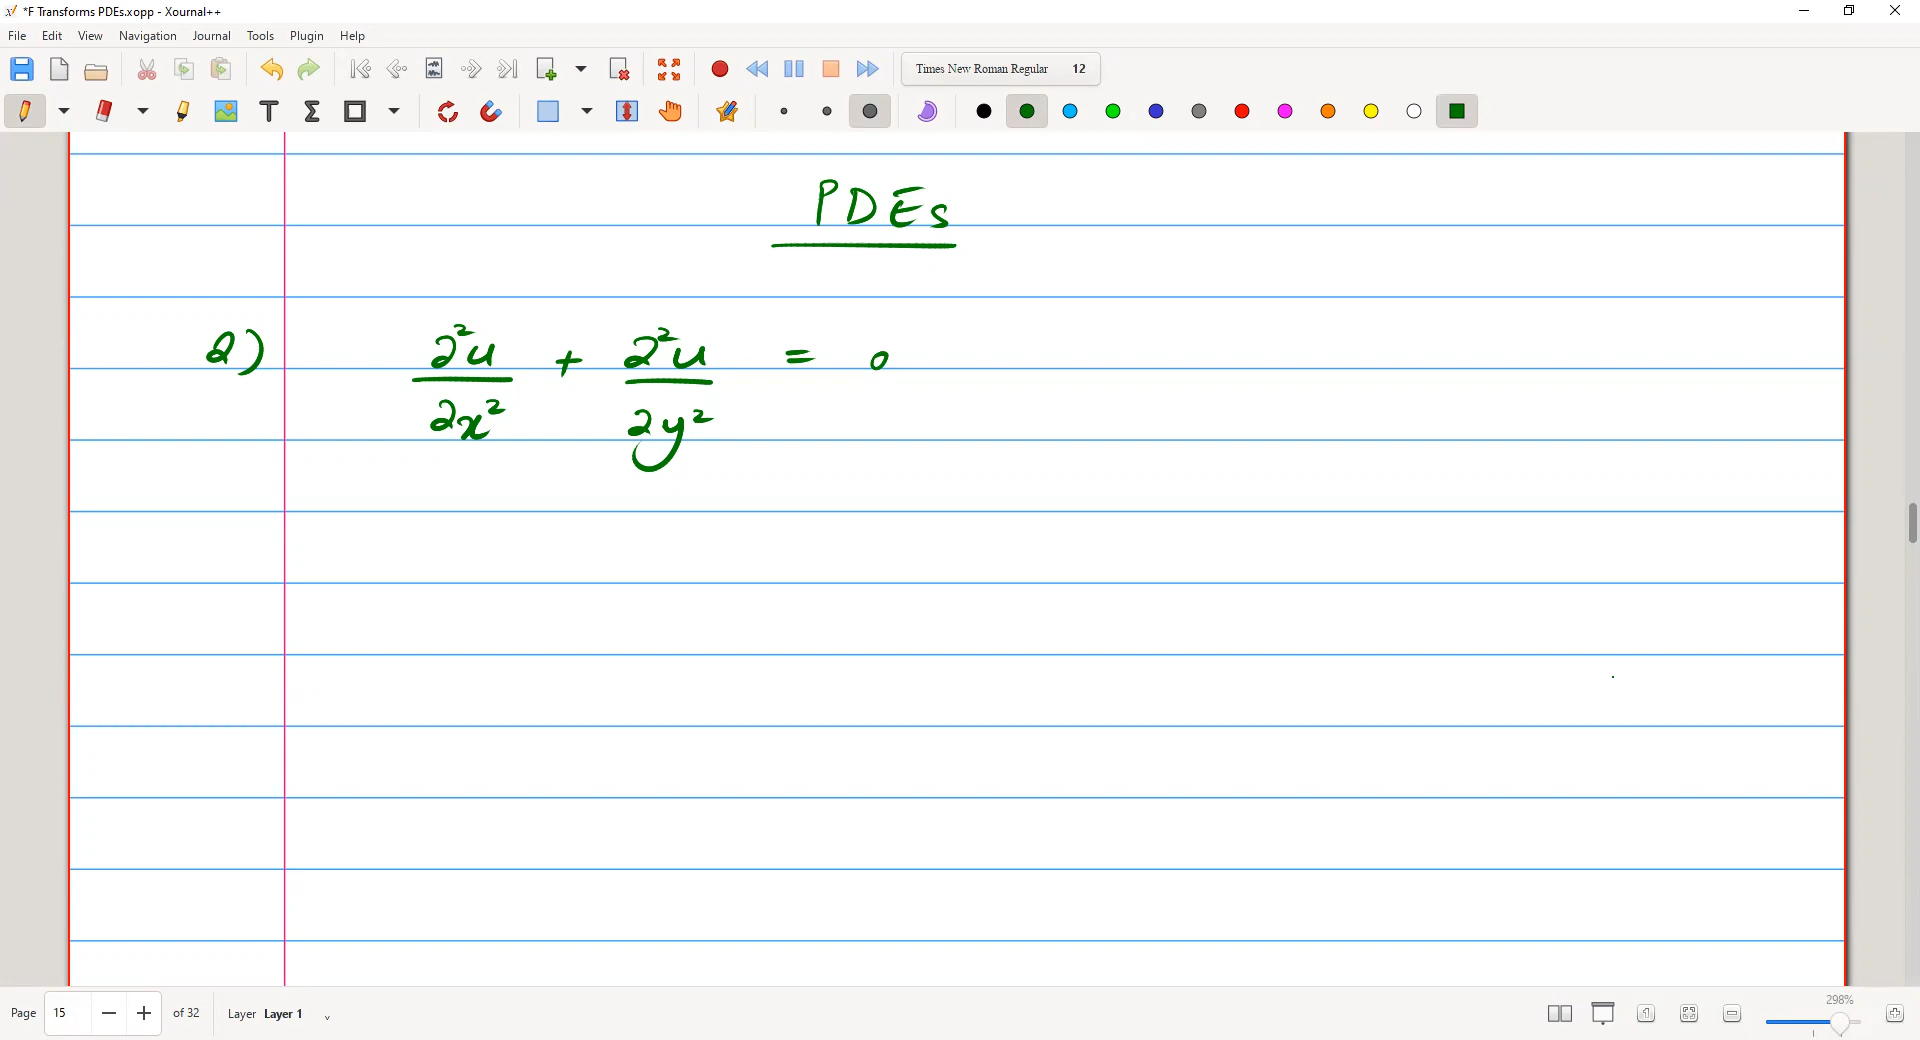 *F Transforms PDEs.xopp - Xournal++
File Edit View Navigation Journal Tools Plugin Help
Times New Roman Regular 12
PDEs
2) ∂²u/∂x² + ∂²u/∂y² = 0
298%
Page 15 of 32 Layer Layer 1